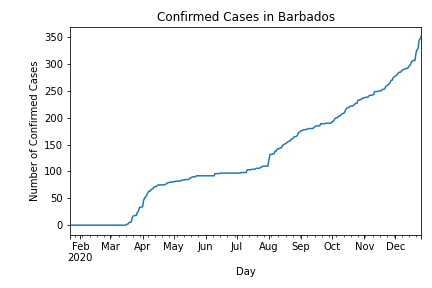 Confirmed Cases in Barbados
Number of Confirmed Cases
350
300
250
200
150
100
50
0
Feb Mar Apr May Jun Jul Aug Sep Oct Nov Dec
2020
Day